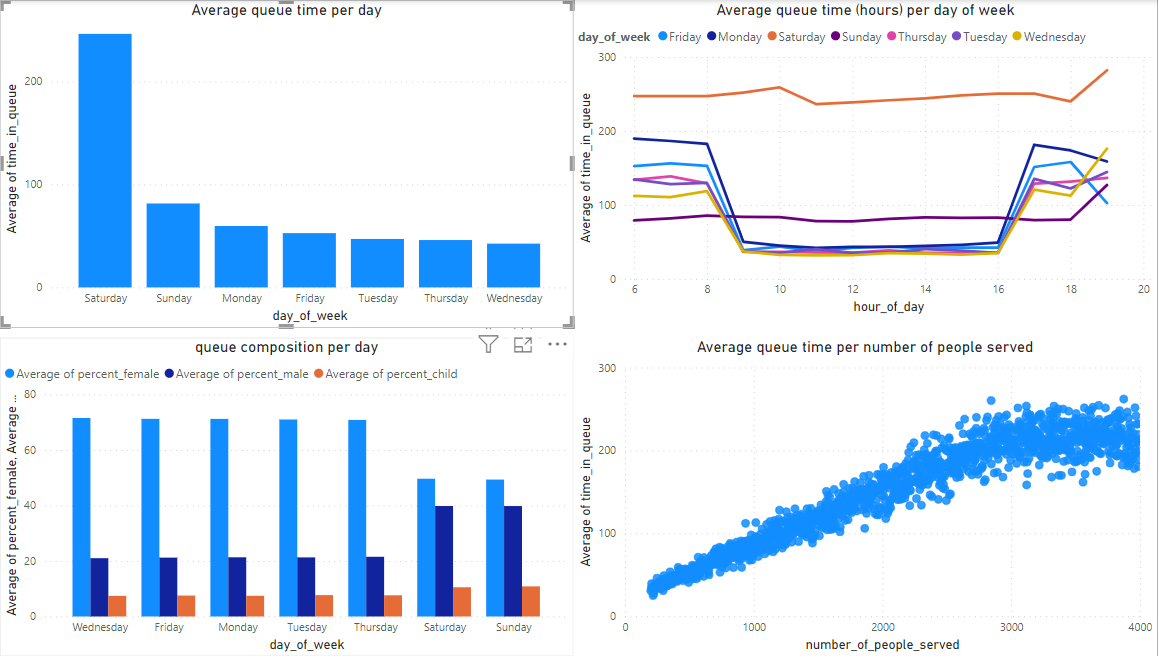 Average queue time per day
Average of time_in_queue
200
100
0
Saturday Sunday Monday Friday Tuesday Thursday Wednesday
day_of_week
Average queue time (hours) per day of week
day_of_week Friday Monday Saturday Sunday Thursday Tuesday Wednesday
Average of time_in_queue
300
200
100
0
6 8 10 12 14 16 18 20
hour_of_day
queue composition per day
Average of percent_female Average of percent_male Average of percent_child
Average of percent_female, Average ...
80
60
40
20
0
Wednesday Friday Monday Tuesday Thursday Saturday Sunday
day_of_week
Average queue time per number of people served
Average of time_in_queue
300
200
100
0
0 1000 2000 3000 4000
number_of_people_served